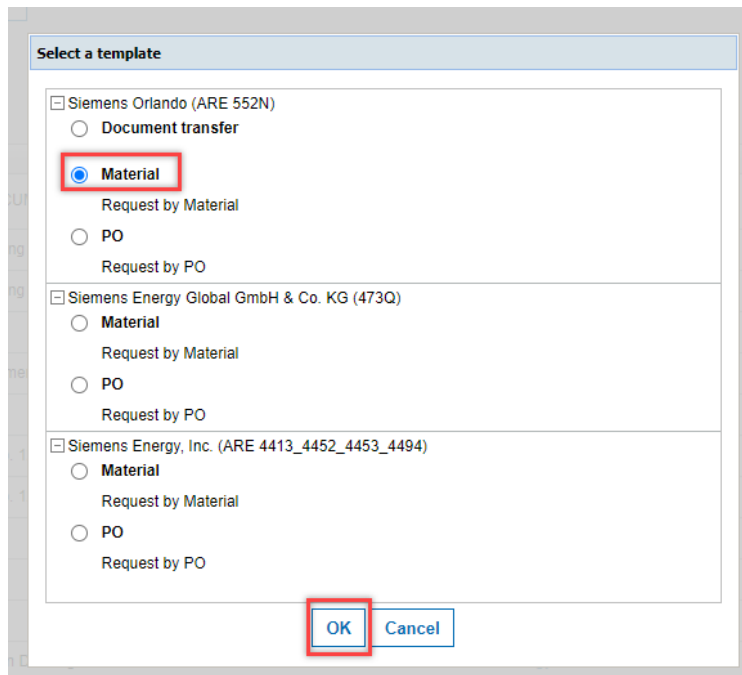 Select a template
Siemens Orlando (ARE 552N)
Document transfer
Material
Request by Material
PO
Request by PO
Siemens Energy Global GmbH & Co. KG (473Q)
Material
Request by Material
PO
Request by PO
Siemens Energy, Inc. (ARE 4413_4452_4453_4494)
Material
Request by Material
PO
Request by PO
OK Cancel